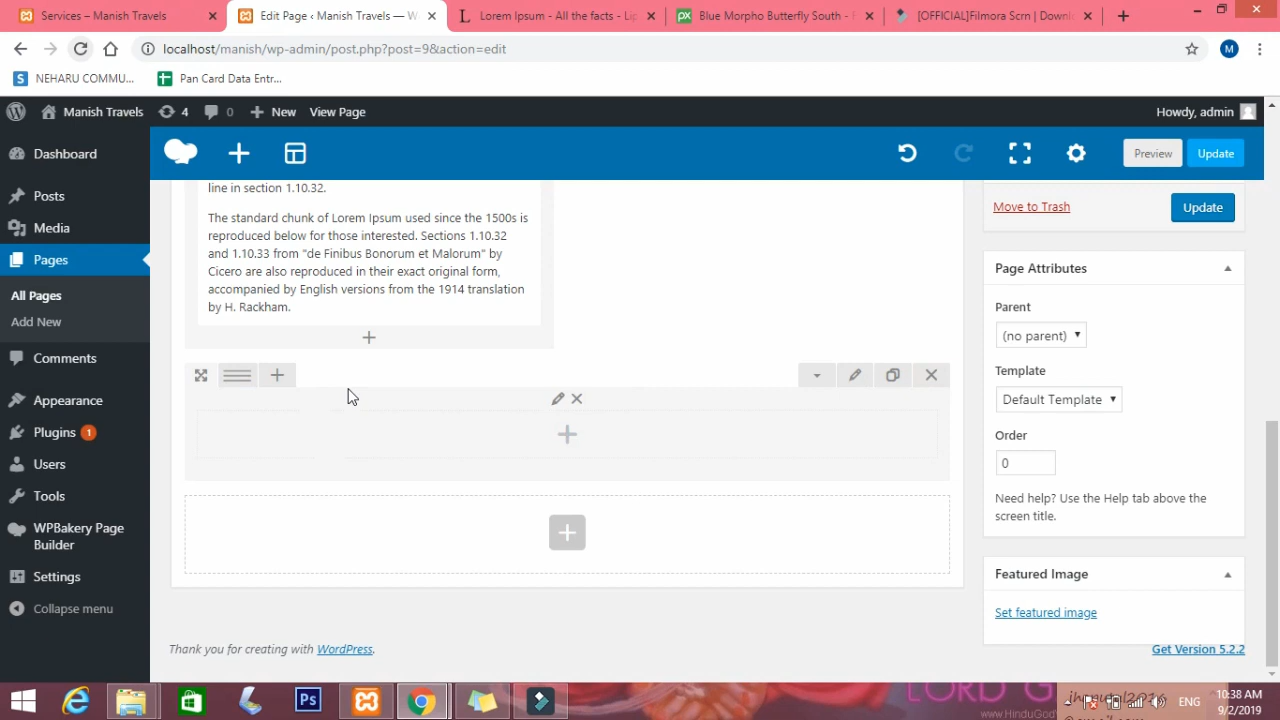 Services – Manish Travels
Edit Page ‹ Manish Travels — W
Lorem Ipsum - All the facts - Lip
Blue Morpho Butterfly South - F
[OFFICIAL]Filmora Scrn | Downl
localhost/manish/wp-admin/post.php?post=9&action=edit
M
NEHARU COMMU...
Pan Card Data Entr...
Manish Travels
4
0
New
View Page
Howdy, admin
Dashboard
Posts
Media
Pages
All Pages
Add New
Comments
Appearance
Plugins 1
Users
Tools
WPBakery Page
Builder
Settings
Collapse menu
Preview
Update
line in section 1.10.32.
The standard chunk of Lorem Ipsum used since the 1500s is
reproduced below for those interested. Sections 1.10.32
and 1.10.33 from "de Finibus Bonorum et Malorum" by
Cicero are also reproduced in their exact original form,
accompanied by English versions from the 1914 translation
by H. Rackham.
Move to Trash
Update
Page Attributes
Parent
(no parent)
Template
Default Template
Order
0
Need help? Use the Help tab above the
screen title.
Featured Image
Set featured image
Thank you for creating with WordPress.
Get Version 5.2.2
Ps
LORD G
www.HinduGod
ENG
10:38 AM
9/2/2019